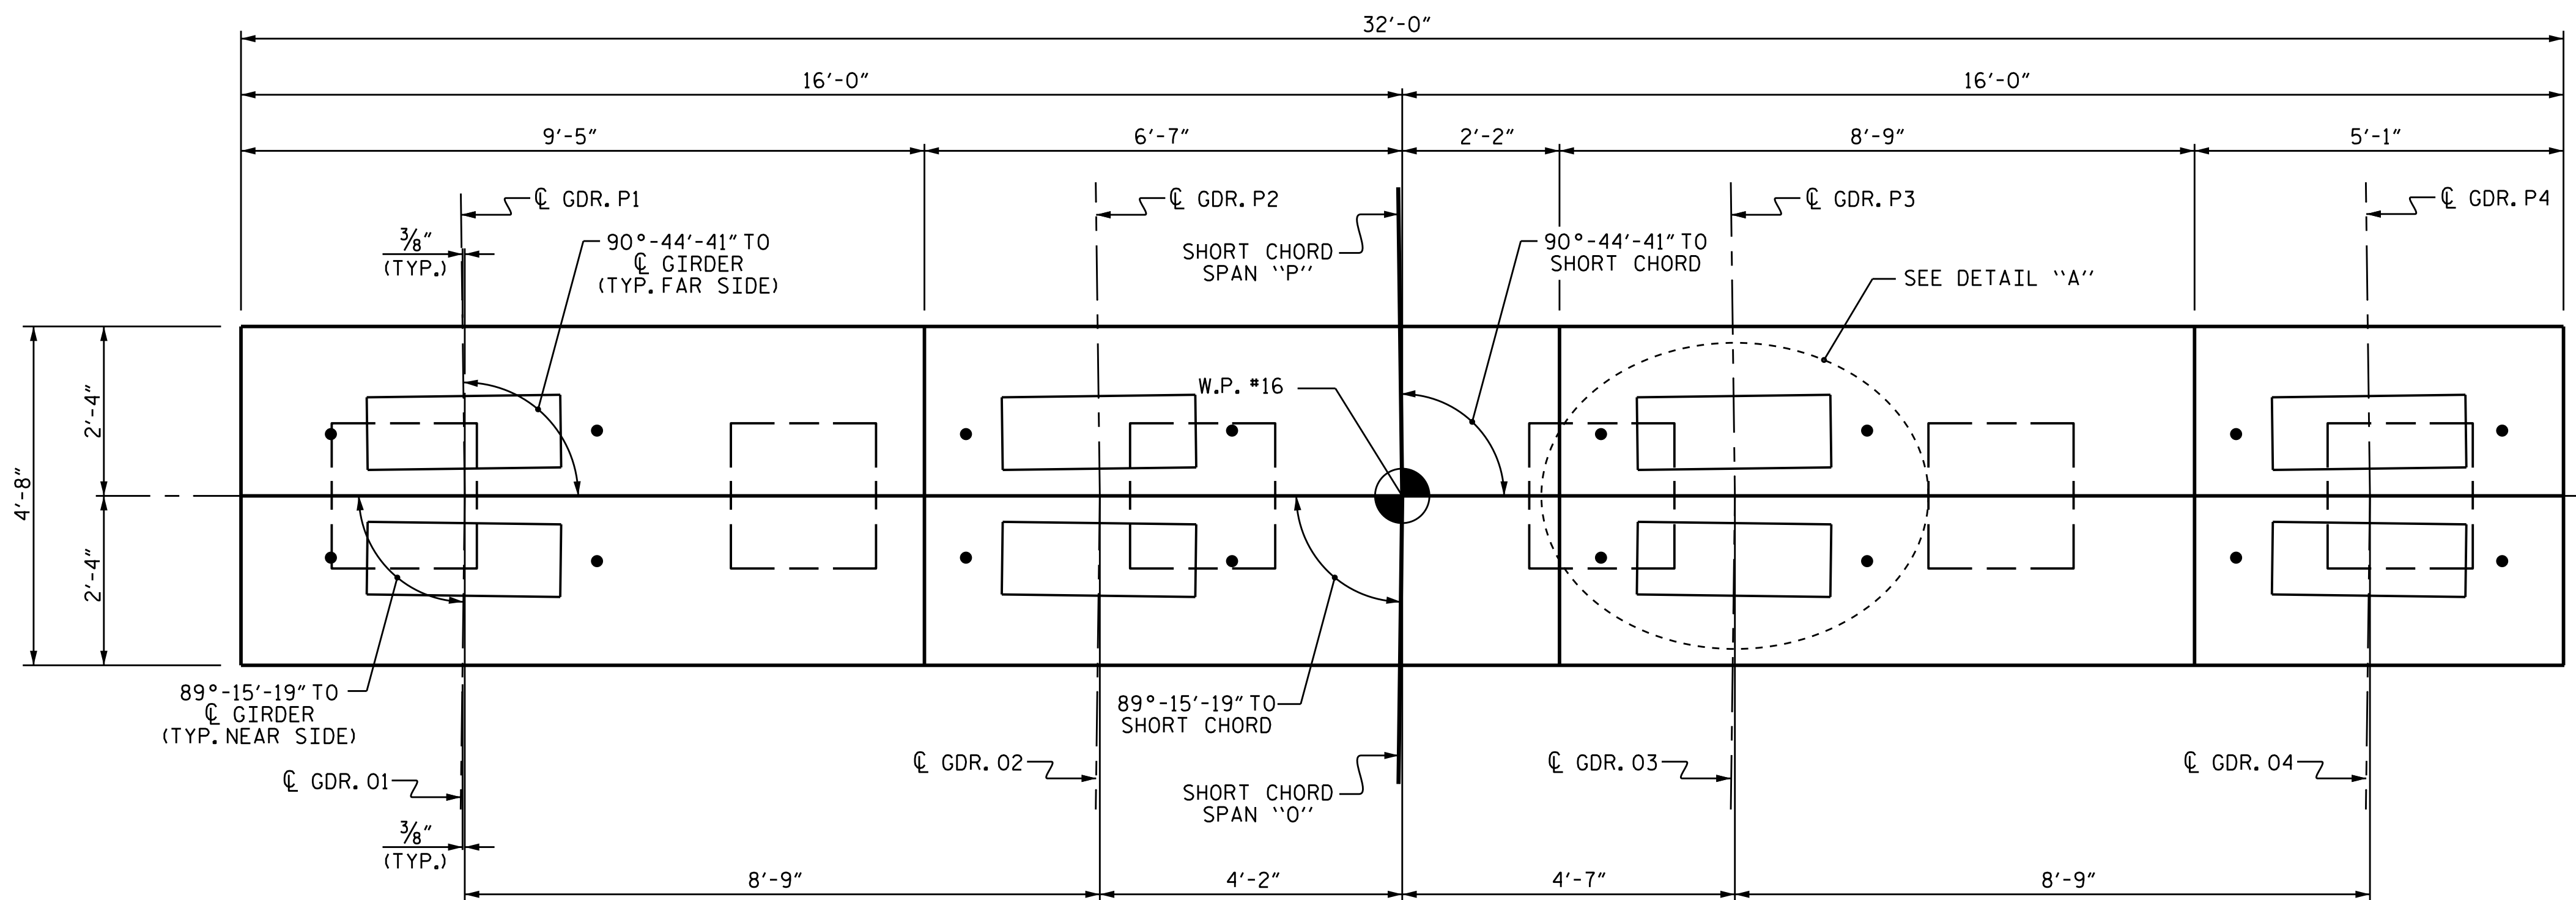 32'-0"
16'-0"
16'-0"
9'-5"
6'-7"
2'-2"
8'-9"
5'-1"
℄ GDR. P1
℄ GDR. P2
℄ GDR. P3
℄ GDR. P4
3/8"
(TYP.)
90°-44'-41" TO
℄ GIRDER
(TYP. FAR SIDE)
SHORT CHORD
SPAN "P"
90°-44'-41" TO
SHORT CHORD
SEE DETAIL "A"
W.P. #16
2'-4"
4'-8"
2'-4"
89°-15'-19" TO
℄ GIRDER
(TYP. NEAR SIDE)
89°-15'-19" TO
SHORT CHORD
℄ GDR. O1
℄ GDR. O2
℄ GDR. O3
℄ GDR. O4
SHORT CHORD
SPAN "O"
3/8"
(TYP.)
8'-9"
4'-2"
4'-7"
8'-9"